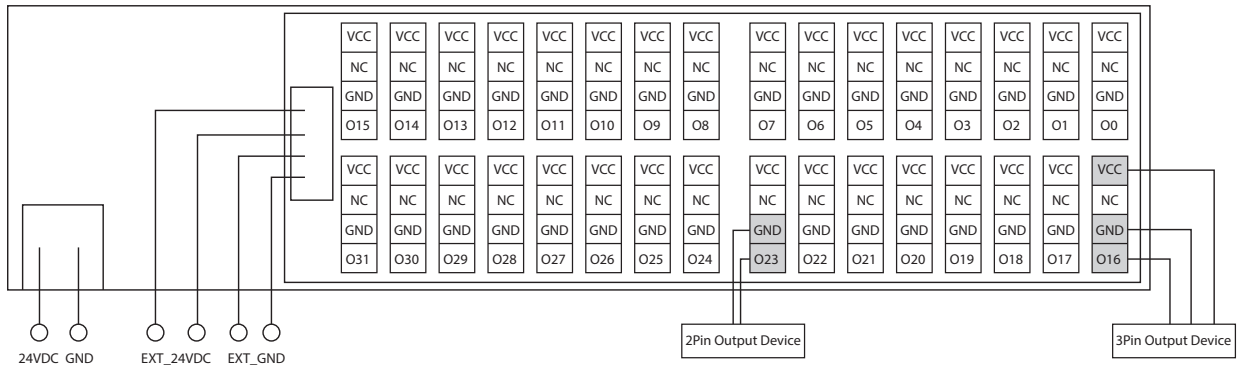 VCC VCC VCC VCC VCC VCC VCC VCC VCC VCC VCC VCC VCC VCC VCC VCC
NC NC NC NC NC NC NC NC NC NC NC NC NC NC NC NC
GND GND GND GND GND GND GND GND GND GND GND GND GND GND GND GND
O15 O14 O13 O12 O11 O10 O9 O8 O7 O6 O5 O4 O3 O2 O1 O0
VCC VCC VCC VCC VCC VCC VCC VCC VCC VCC VCC VCC VCC VCC VCC VCC
NC NC NC NC NC NC NC NC NC NC NC NC NC NC NC NC
GND GND GND GND GND GND GND GND GND GND GND GND GND GND GND GND
O31 O30 O29 O28 O27 O26 O25 O24 O23 O22 O21 O20 O19 O18 O17 O16
2Pin Output Device 3Pin Output Device
24VDC GND EXT_24VDC EXT_GND